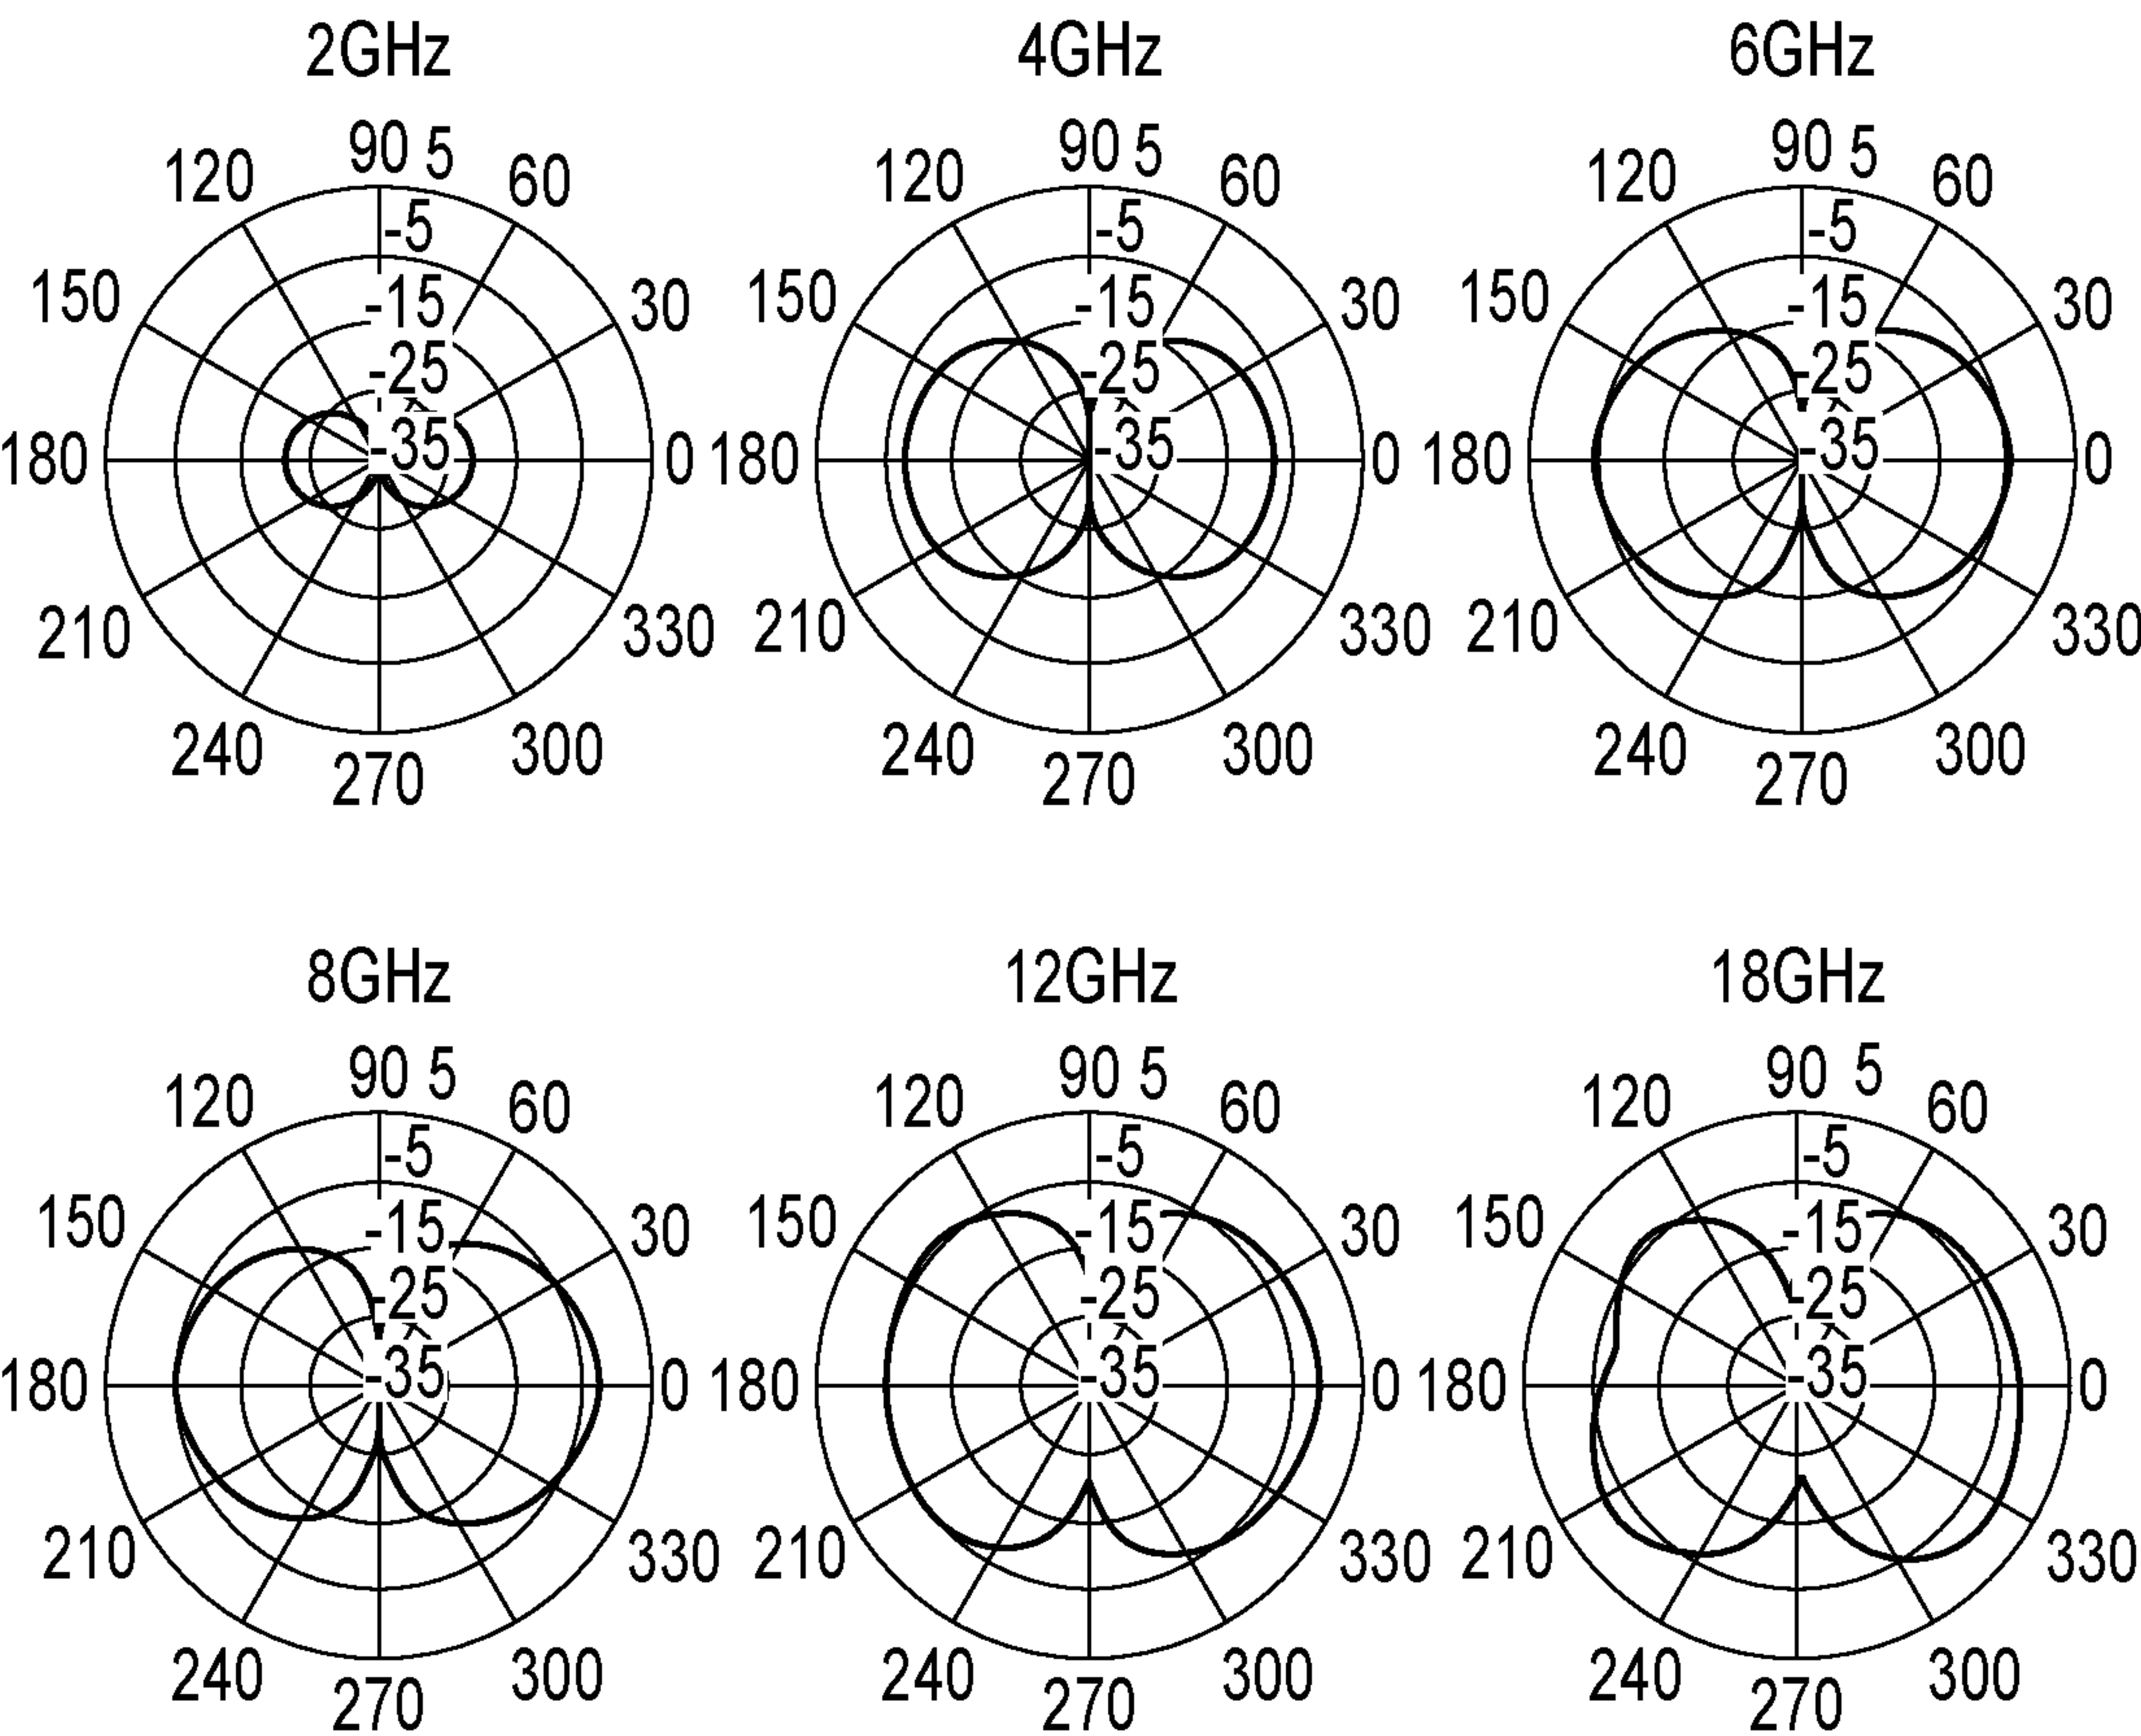 2GHz 4GHz 6GHz
90 5 90 5 90 5
120 60 120 60 120 60
-5 -5 -5
150 -15 30 150 -15 30 150 -15 30
-25 -25 -25
180 -35 0 180 -35 0 180 -35 0
210 330 210 330 210 330
240 300 240 300 240 300
270 270 270
8GHz 12GHz 18GHz
90 5 90 5 90 5
120 60 120 60 120 60
-5 -5 -5
150 -15 30 150 -15 30 150 -15 30
-25 -25 -25
180 -35 0 180 -35 0 180 -35 0
210 330 210 330 210 330
240 300 240 300 240 300
270 270 270